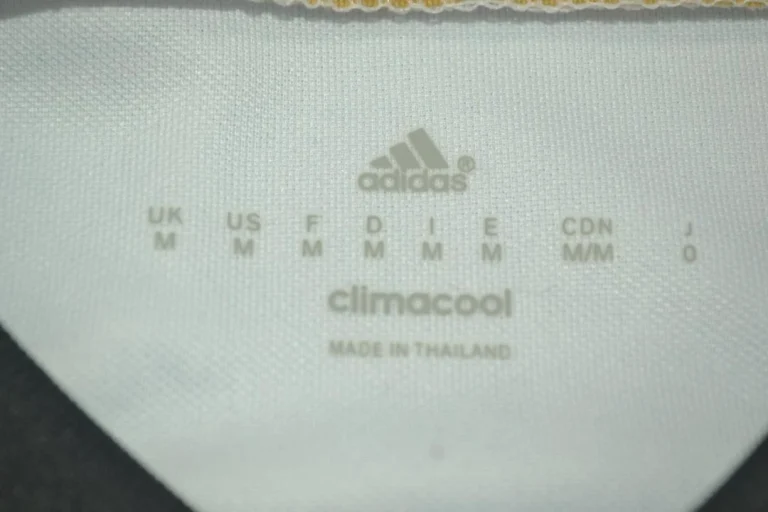 adidas®
UK US F D I E CDN J
M M M M M M M/M O
climacool
MADE IN THAILAND